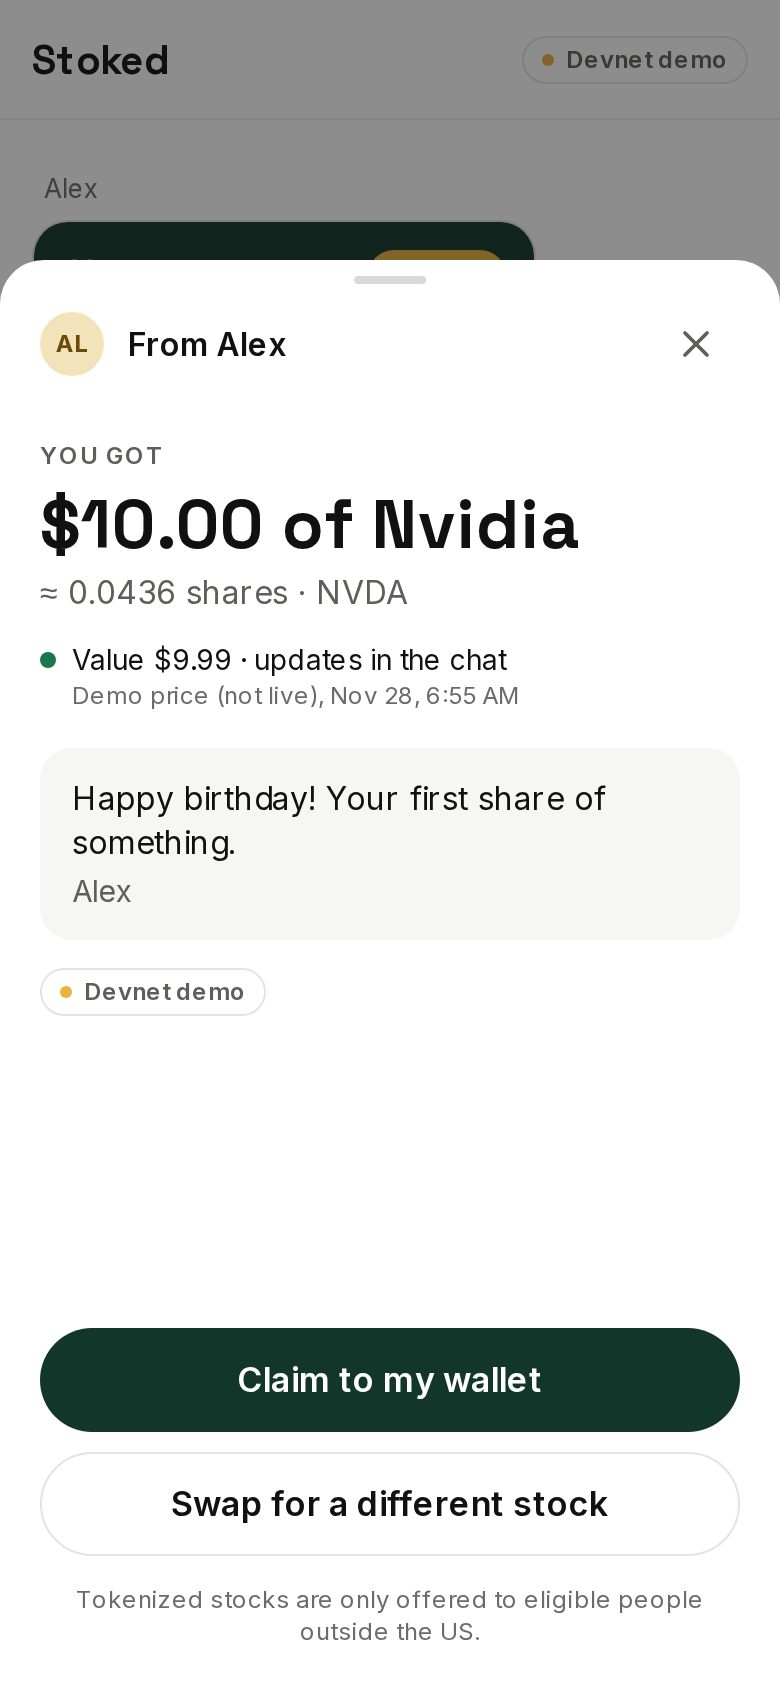 Stoked
Devnet demo
Alex
AL
From Alex
YOU GOT
$10.00 of Nvidia
≈ 0.0436 shares · NVDA
Value $9.99 · updates in the chat
Demo price (not live), Nov 28, 6:55 AM
Happy birthday! Your first share of
something.
Alex
Devnet demo
Claim to my wallet
Swap for a different stock
Tokenized stocks are only offered to eligible people
outside the US.